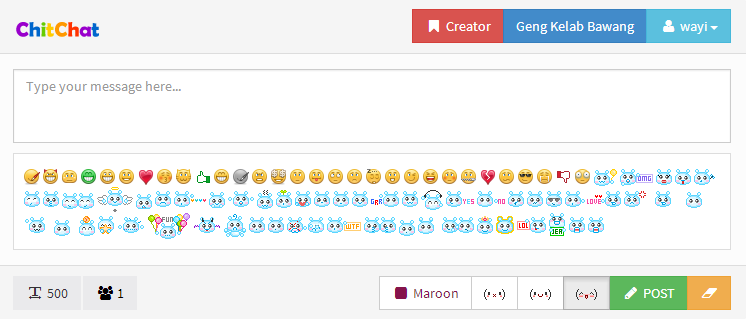 ChitChat
Creator
Geng Kelab Bawang
wayi
Type your message here...
OMG
GRR
YES
NO
LOVE
FUN
WTF
LOL
JER
500
1
Maroon
POST